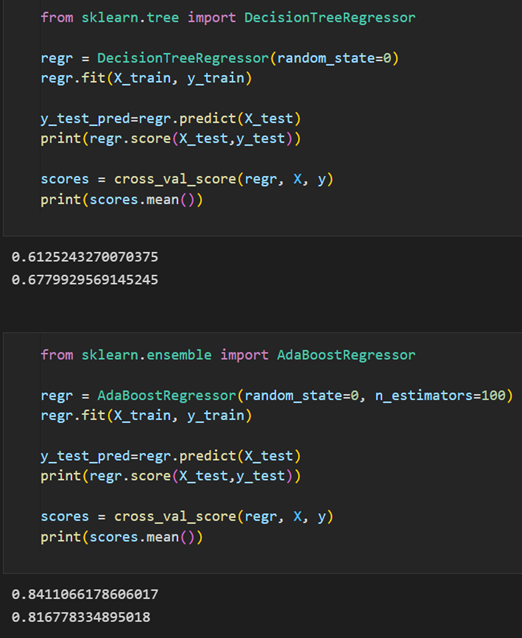 from sklearn.tree import DecisionTreeRegressor
regr = DecisionTreeRegressor(random_state=0)
regr.fit(X_train, y_train)
y_test_pred=regr.predict(X_test)
print(regr.score(X_test,y_test))
scores = cross_val_score(regr, X, y)
print(scores.mean())
0.6125243270070375
0.6779929569145245
from sklearn.ensemble import AdaBoostRegressor
regr = AdaBoostRegressor(random_state=0, n_estimators=100)
regr.fit(X_train, y_train)
y_test_pred=regr.predict(X_test)
print(regr.score(X_test,y_test))
scores = cross_val_score(regr, X, y)
print(scores.mean())
0.8411066178606017
0.816778334895018